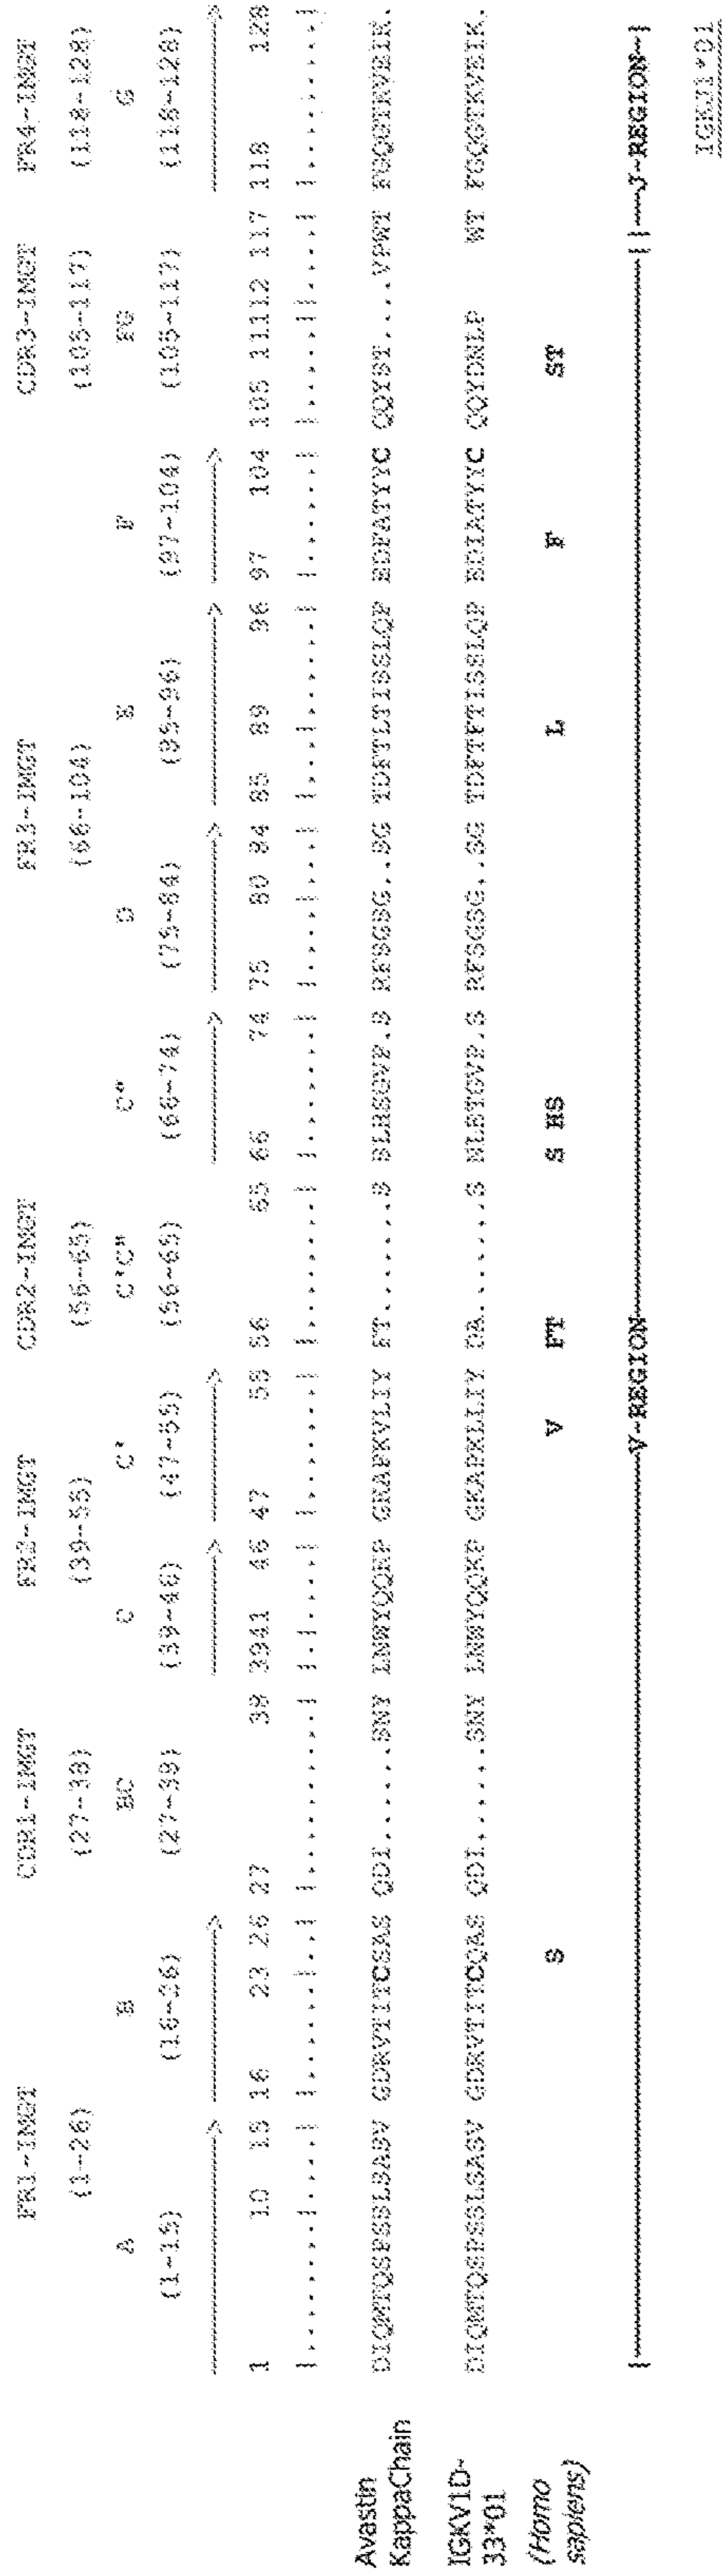 FR1-IMGT CDR1-IMGT FR2-IMGT CDR2-IMGT FR3-IMGT CDR3-IMGT FR4-IMGT
(1-26) (27-38) (39-55) (56-65) (66-104) (105-117) (118-128)
A B BC C C' C'C" C" D E F FG G
(1-15) (16-26) (27-38) (39-46) (47-55) (56-65) (66-74) (75-84) (85-96) (97-104) (105-117) (118-128)
1 10 15 16 23 26 27 38 3941 46 47 55 56 65 66 74 75 80 84 85 89 96 97 104 105 11112 117 118 128
Avastin KappaChain DIQMTQSPSSLSASV GDRVTITCSAS QDI......SNY LNWYQQKP GKAPKVLIY FT.......S SLHSGVP.S RFSGSG..SG TDFTLTISSLQP EDFATYYC QQYST....VPWT FGQGTKVEIK.
IGKV1D-33*01 DIQMTQSPSSLSASV GDRVTITCQAS QDI......SNY LNWYQQKP GKAPKLLIY DA.......S NLETGVP.S RFSGSG..SG TDFTFTISSLQP EDIATYYC QQYDNLP WT FGQGTKVEIK.
(Homo sapiens) S V FT S HS L F ST
V-REGION J-REGION
IGKJ1*01